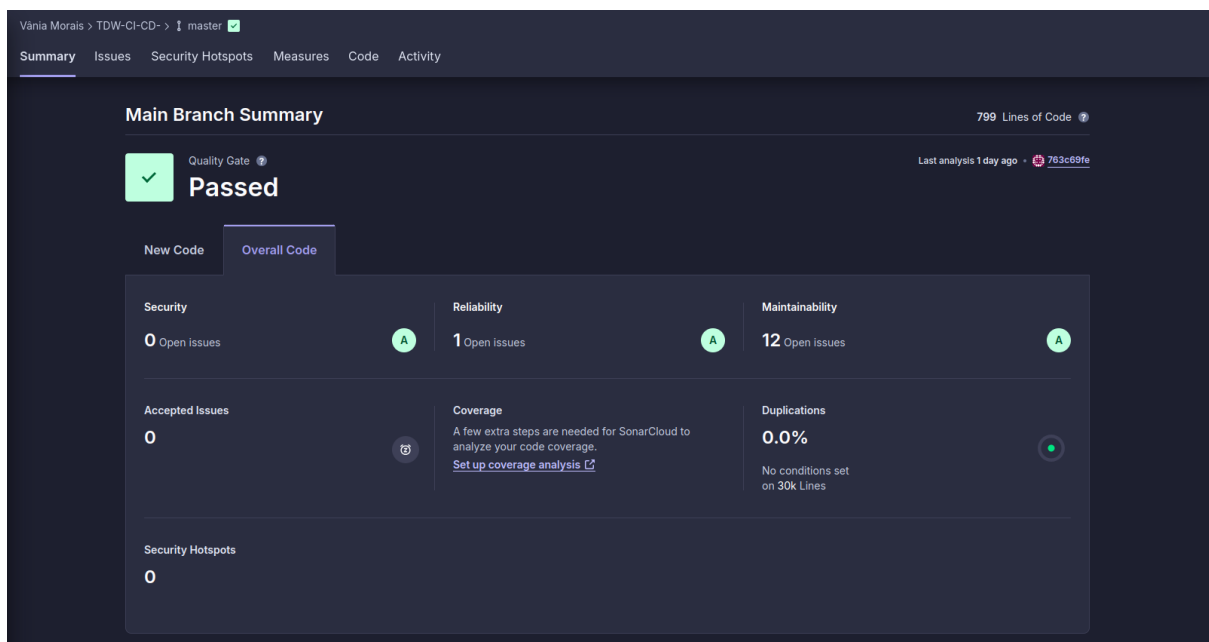 Vânia Morais > TDW-CI-CD- > master
Summary Issues Security Hotspots Measures Code Activity
Main Branch Summary
799 Lines of Code ?
Quality Gate ?
Passed
Last analysis 1 day ago • 763c69fe
New Code Overall Code
Security
0 Open issues A
Reliability
1 Open issues A
Maintainability
12 Open issues A
Accepted Issues
0
Coverage
A few extra steps are needed for SonarCloud to
analyze your code coverage.
Set up coverage analysis
Duplications
0.0%
No conditions set
on 30k Lines
Security Hotspots
0